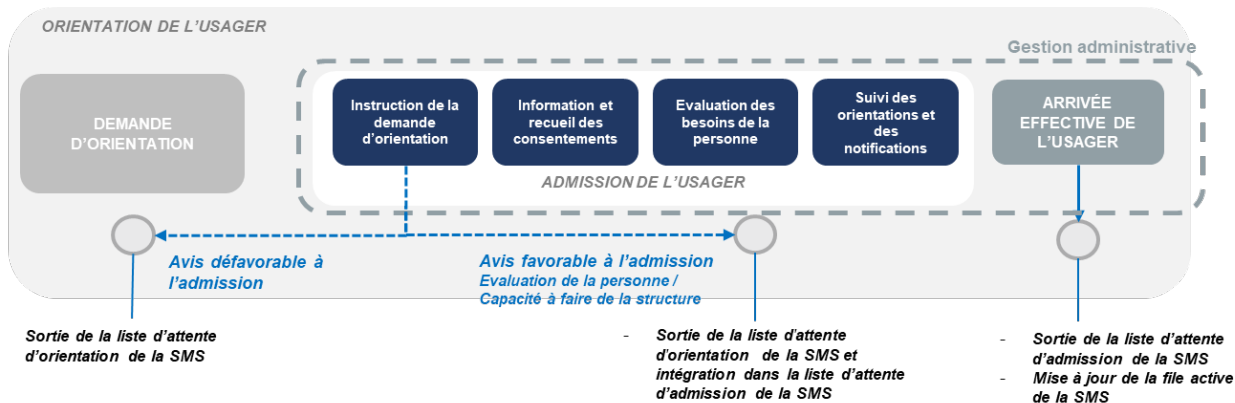 ORIENTATION DE L'USAGER
Gestion administrative
DEMANDE
D'ORIENTATION
Instruction de la
demande
d'orientation
Information et
recueil des
consentements
Evaluation des
besoins de la
personne
Suivi des
orientations et
des
notifications
ARRIVÉE
EFFECTIVE DE
L'USAGER
ADMISSION DE L'USAGER
Avis défavorable à
l'admission
Avis favorable à l'admission
Evaluation de la personne /
Capacité à faire de la structure
Sortie de la liste d'attente
d'orientation de la SMS
- Sortie de la liste d'attente
d'orientation de la SMS et
intégration dans la liste d'attente
d'admission de la SMS
- Sortie de la liste d'attente
d'admission de la SMS
- Mise à jour de la file active
de la SMS